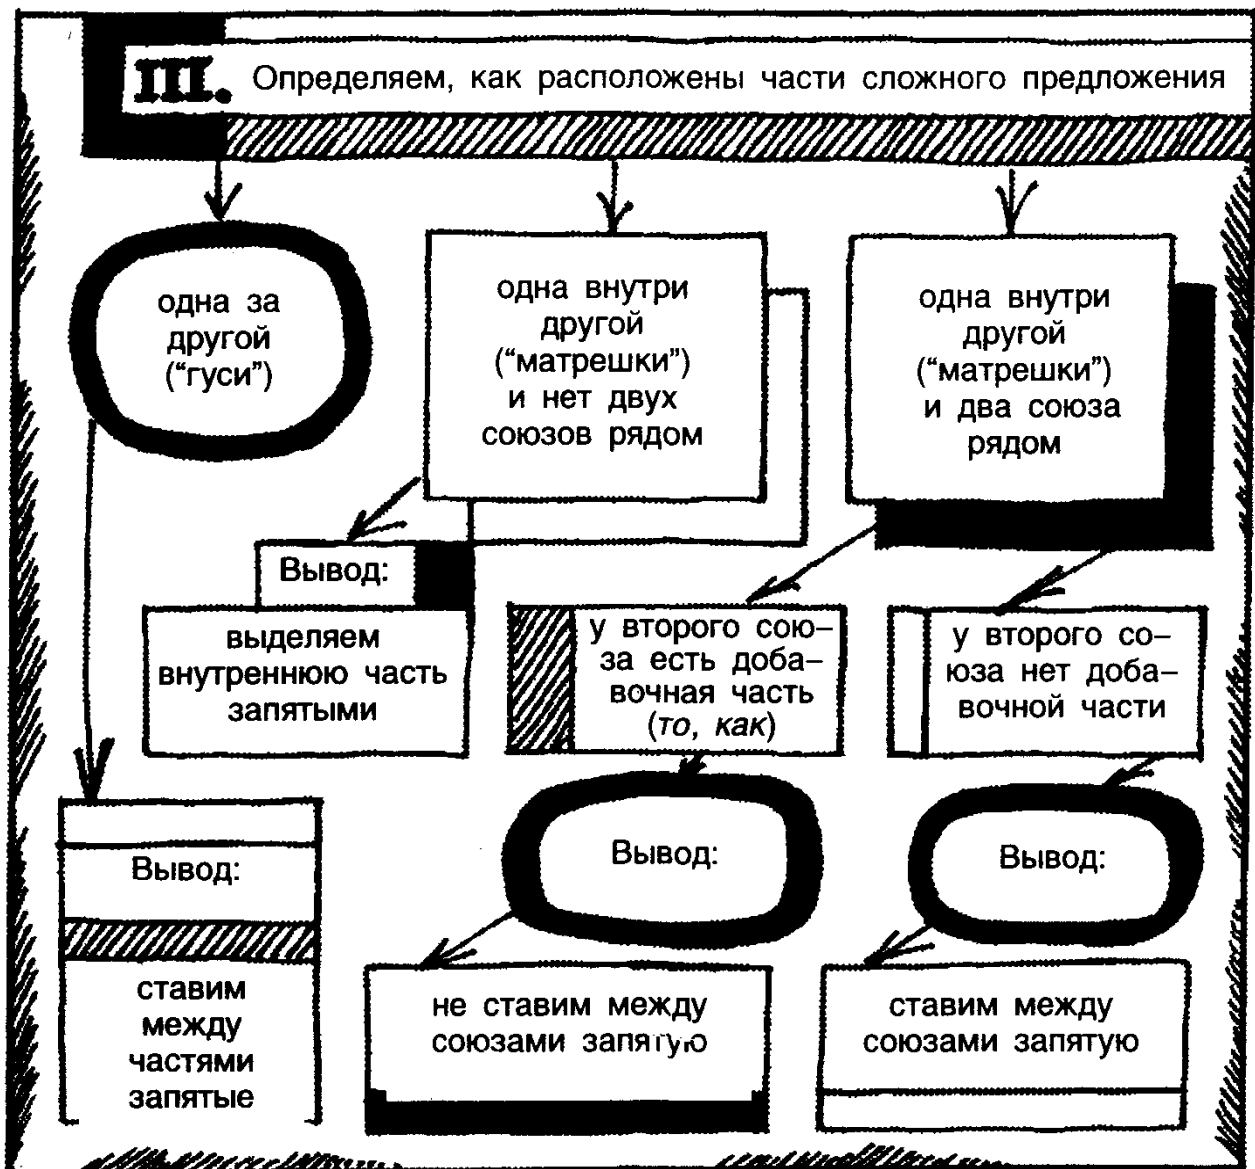 III. Определяем, как расположены части сложного предложения
одна за
другой
(“гуси”)
одна внутри
другой
(“матрешки”)
и нет двух
союзов рядом
одна внутри
другой
(“матрешки”)
и два союза
рядом
Вывод:
выделяем
внутреннюю часть
запятыми
у второго сою–
за есть доба–
вочная часть
(то, как)
у второго со–
юза нет доба–
вочной части
Вывод:
ставим
между
частями
запятые
Вывод:
не ставим между
союзами запятую
Вывод:
ставим между
союзами запятую